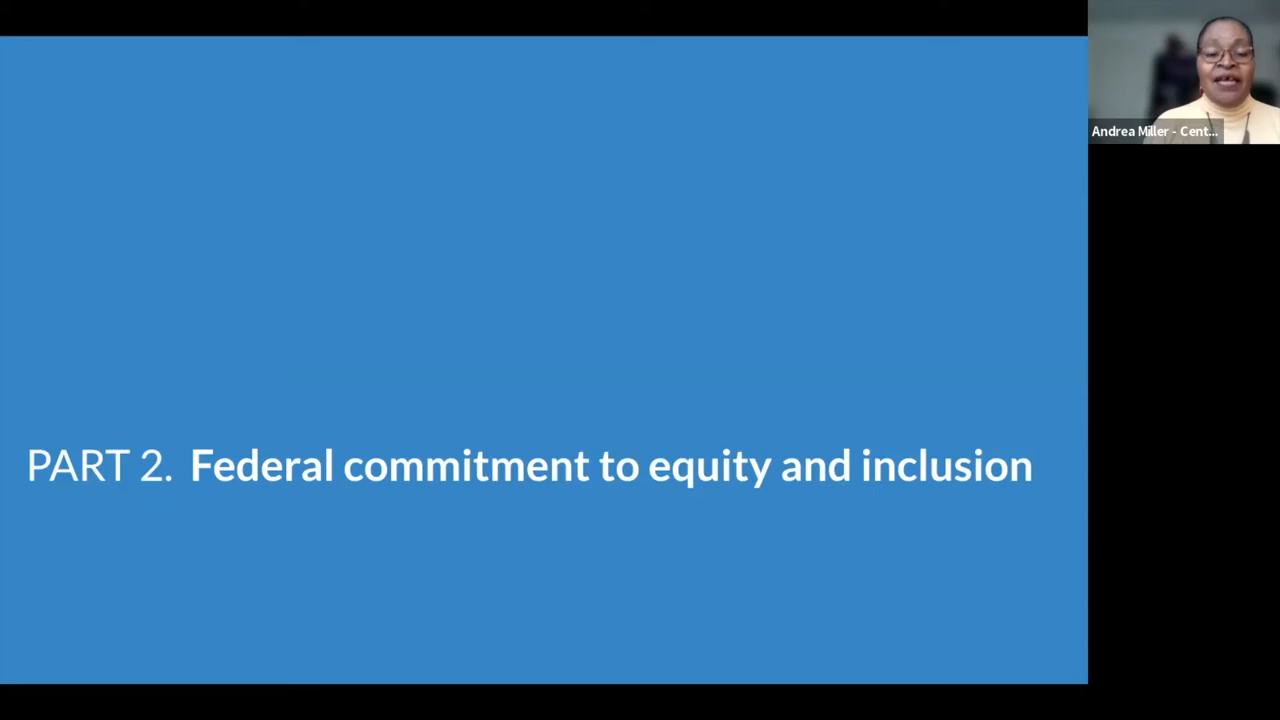 Andrea Miller - Cent...
PART 2. Federal commitment to equity and inclusion